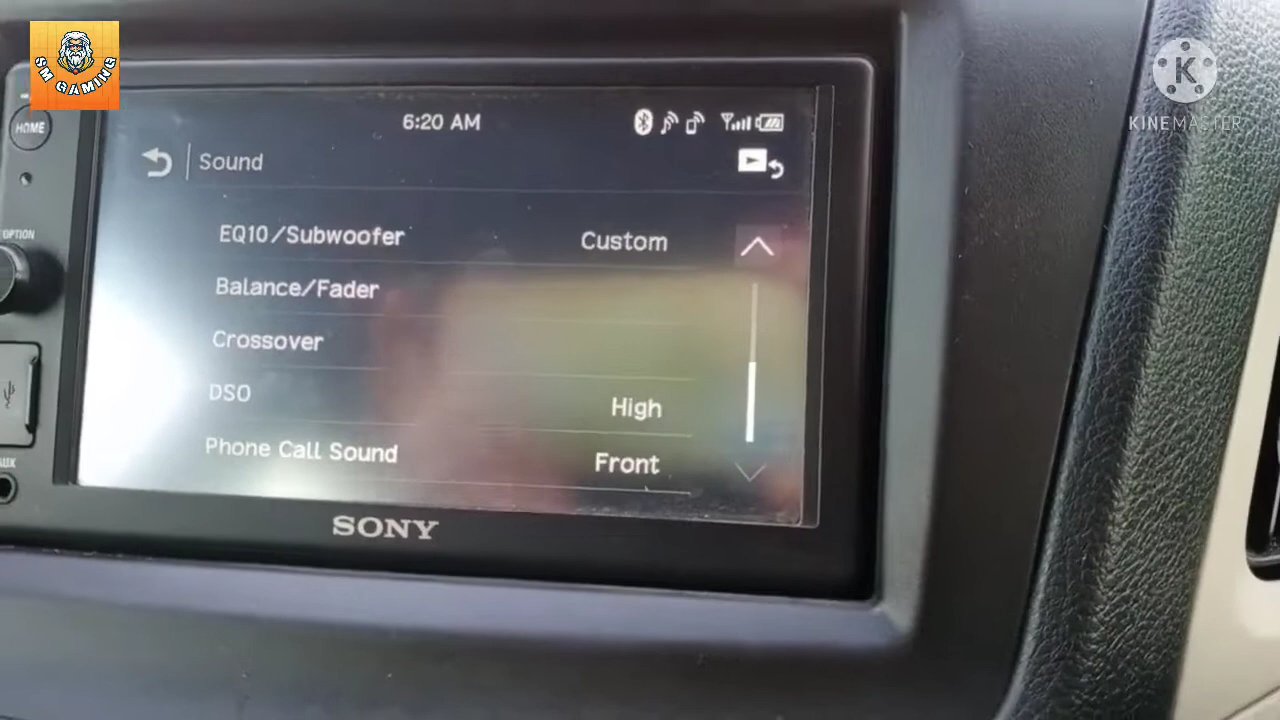 SM GAMING
K
KINEMASTER
HOME
6:20 AM
Sound
OPTION
EQ10/Subwoofer Custom
Balance/Fader
Crossover
DSO High
Phone Call Sound Front
AUX
SONY